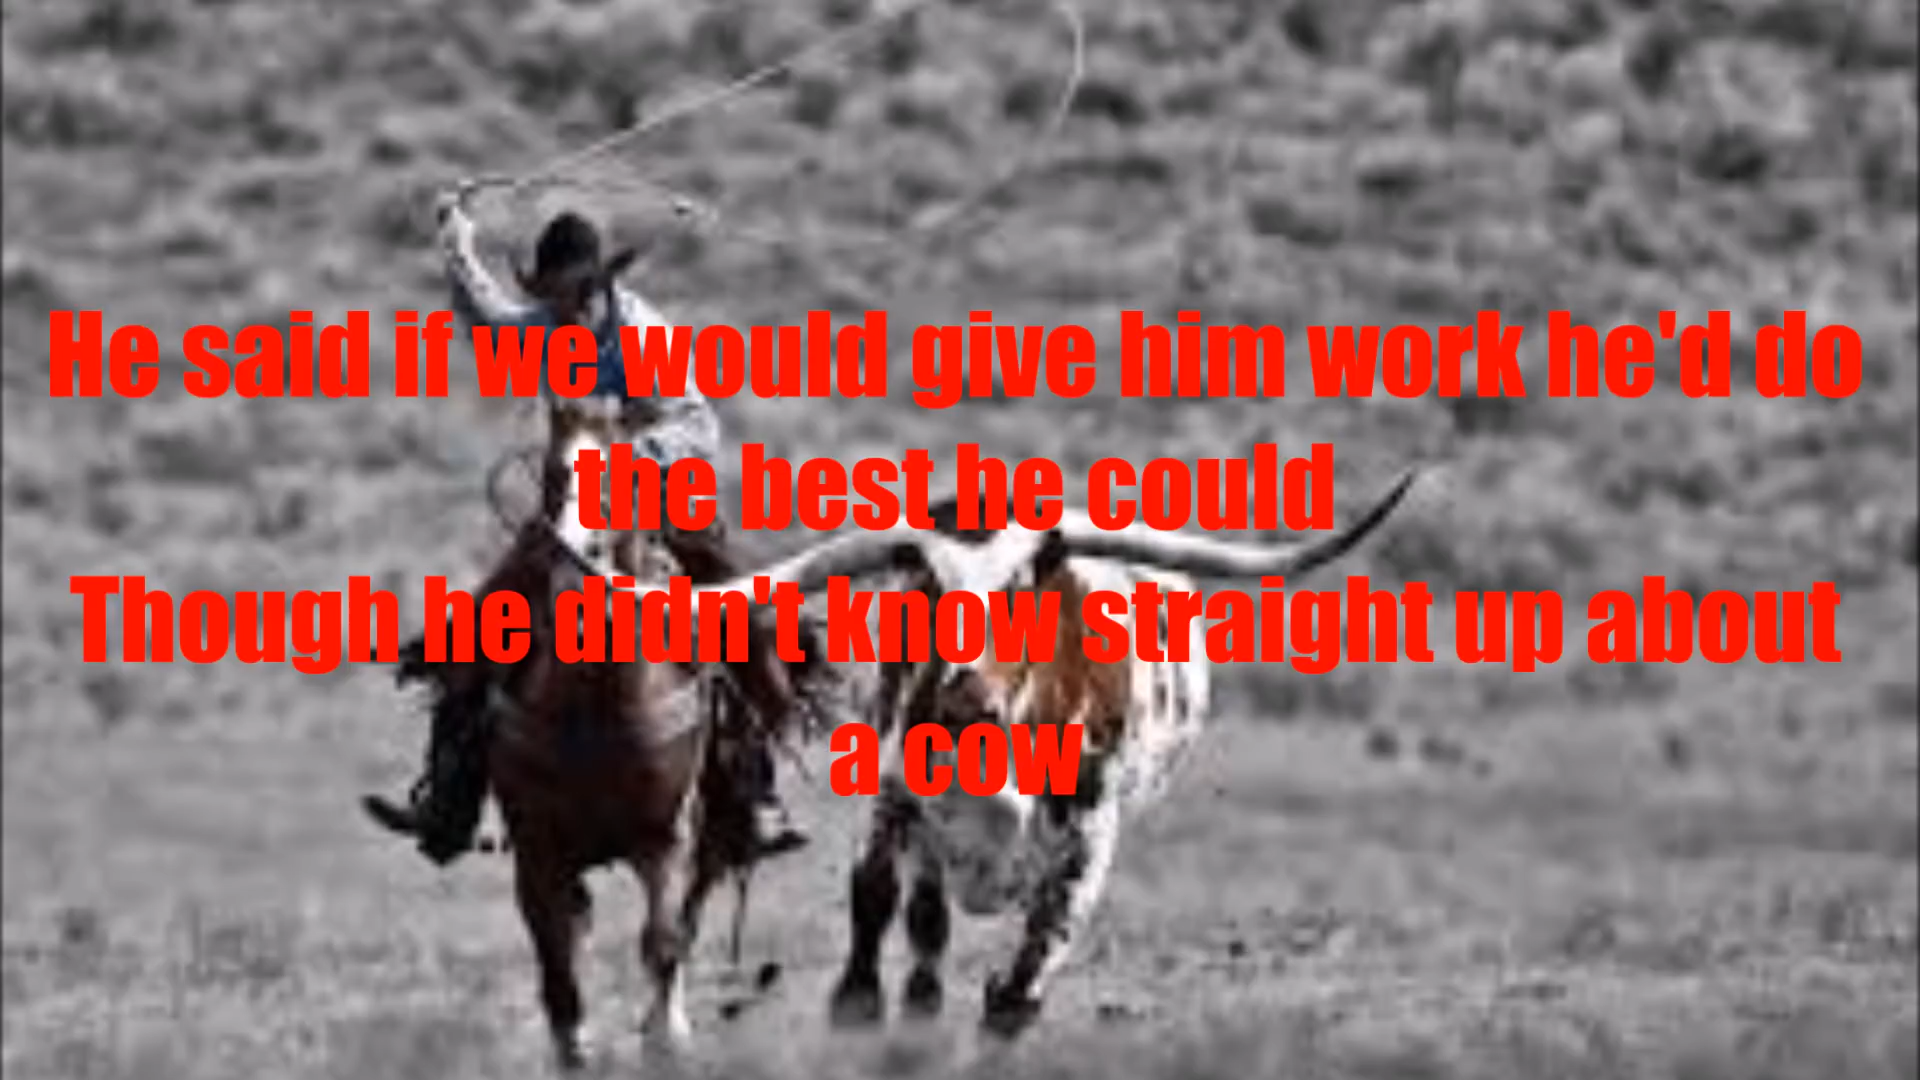 He said if we would give him work he'd do
the best he could
Though he didn't know straight up about
a cow